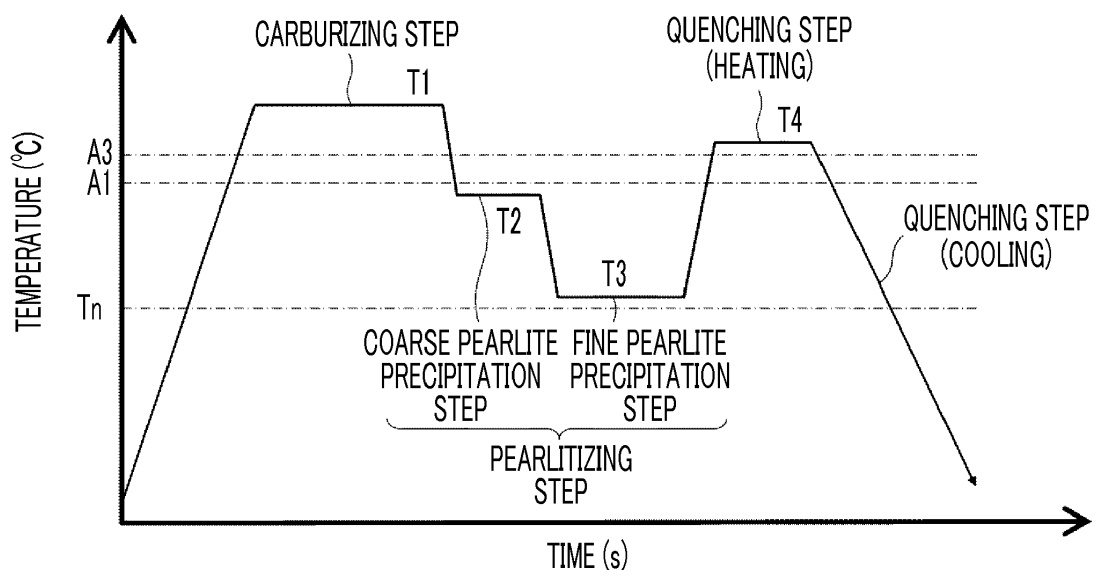 CARBURIZING STEP
QUENCHING STEP
(HEATING)
T1
T4
TEMPERATURE (℃)
A3
A1
T2
QUENCHING STEP
(COOLING)
T3
Tn
COARSE PEARLITE
PRECIPITATION
STEP
FINE PEARLITE
PRECIPITATION
STEP
PEARLITIZING
STEP
TIME (s)